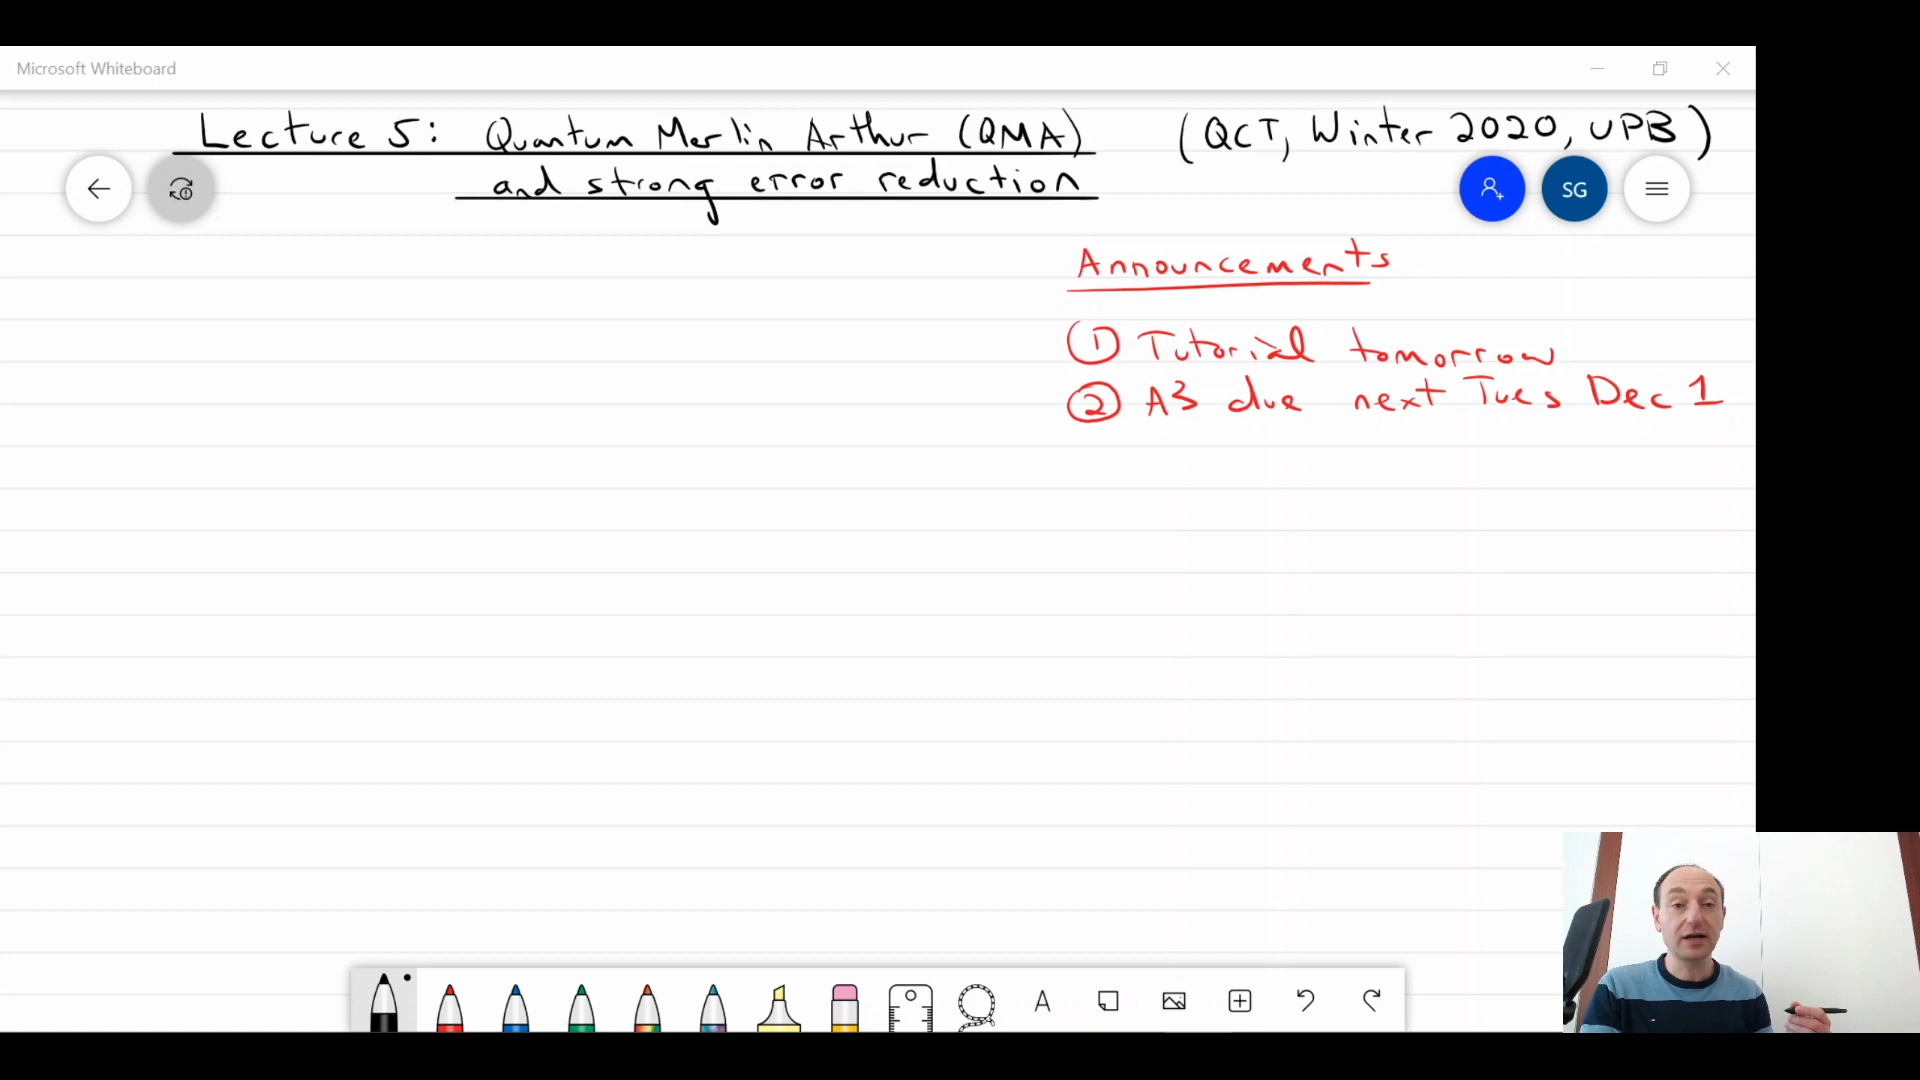 Microsoft Whiteboard
Lecture 5: Quantum Merlin Arthur (QMA) (QCT, Winter 2020, UPB)
and strong error reduction
SG
Announcements
① Tutorial tomorrow
② A3 due next Tues Dec 1